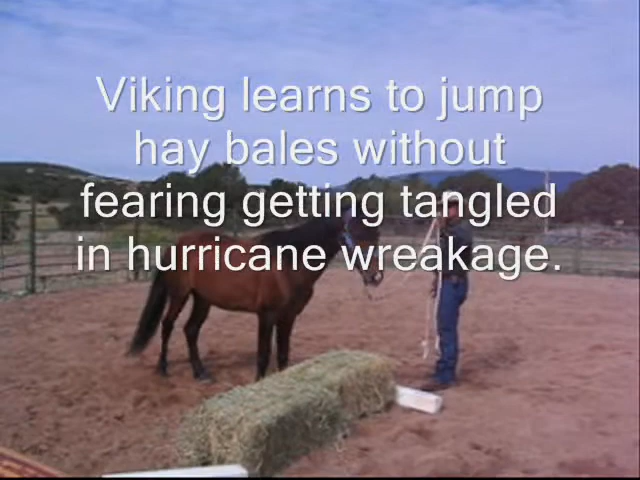 Viking learns to jump
hay bales without
fearing getting tangled
in hurricane wreakage.